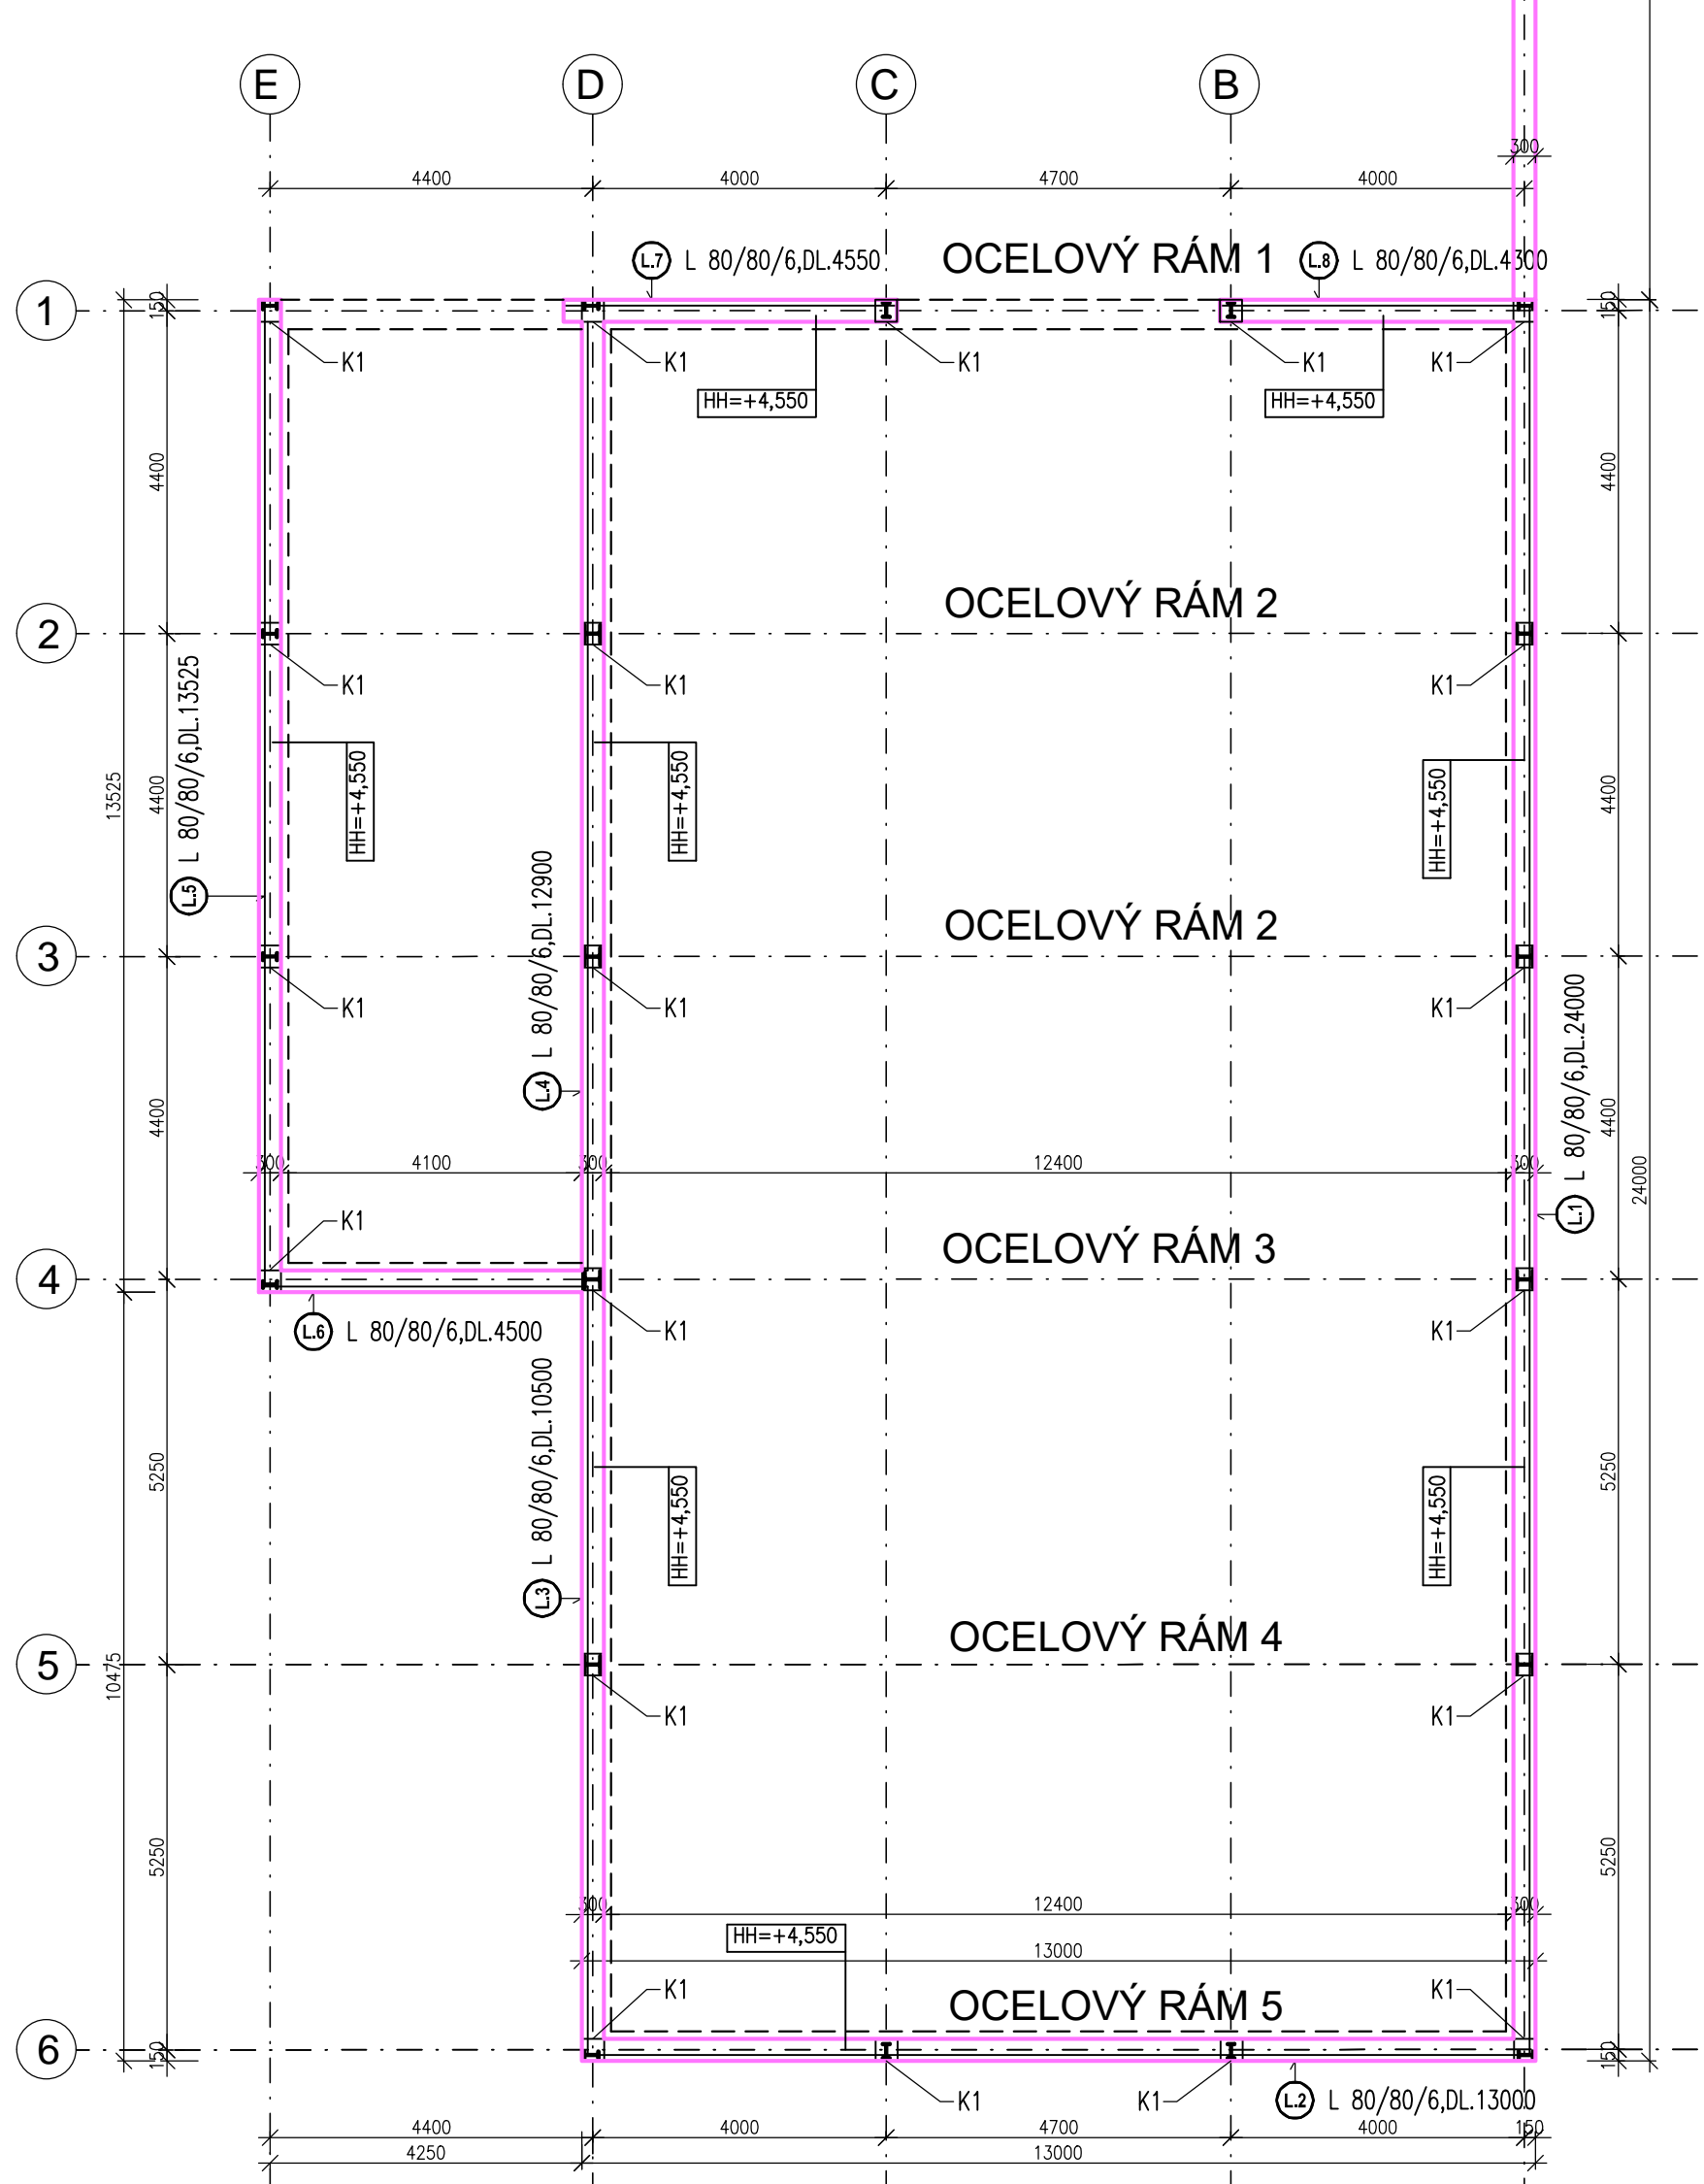 E D C B
300
4400 4000 4700 4000
L.7 L 80/80/6,DL.4550 OCELOVÝ RÁM 1 L.8 L 80/80/6,DL.4300
1 150 150
K1 K1 K1 K1 K1
HH=+4,550 HH=+4,550
4400 4400
OCELOVÝ RÁM 2
2
K1 K1 K1
L.5 L 80/80/6,DL.13525
13525 4400 HH=+4,550 HH=+4,550 HH=+4,550 4400
OCELOVÝ RÁM 2
3
K1 K1 K1
L.4 L 80/80/6,DL.12900
L.1 L 80/80/6,DL.24000
4400 4400
24000
300 4100 300 12400 300
K1
OCELOVÝ RÁM 3
4
L.6 L 80/80/6,DL.4500 K1 K1
L.3 L 80/80/6,DL.10500
5250 HH=+4,550 HH=+4,550 5250
OCELOVÝ RÁM 4
5
10475
K1 K1
5250 5250
300 12400 300
HH=+4,550
13000
K1 OCELOVÝ RÁM 5 K1
6 150 150
K1 K1 L.2 L 80/80/6,DL.13000
4400 4000 4700 4000 150
4250 13000